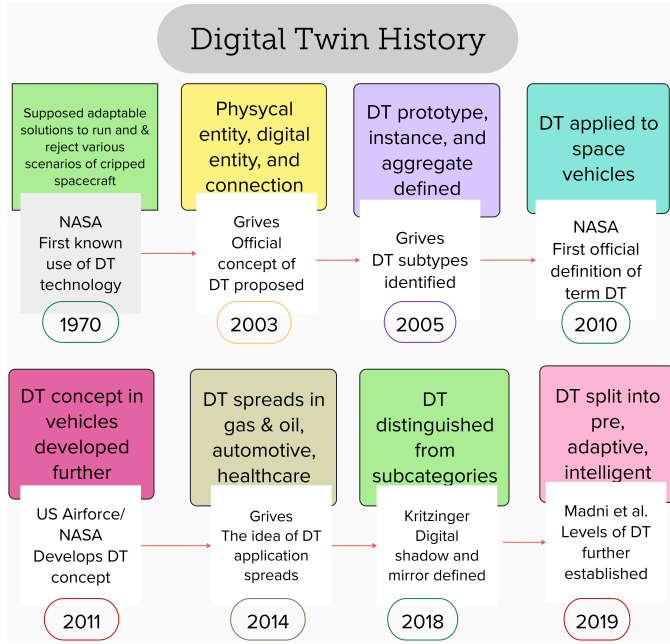 Digital Twin History
Supposed adaptable
solutions to run and &
reject various
scenarios of cripped
spacecraft
NASA
First known
use of DT
technology
1970
Physycal
entity, digital
entity, and
connection
Grives
Official
concept of
DT proposed
2003
DT prototype,
instance, and
aggregate
defined
Grives
DT subtypes
identified
2005
DT applied to
space
vehicles
NASA
First official
definition of
term DT
2010
DT concept in
vehicles
developed
further
US Airforce/
NASA
Develops DT
concept
2011
DT spreads in
gas & oil,
automotive,
healthcare
Grives
The idea of DT
application
spreads
2014
DT
distinguished
from
subcategories
Kritzinger
Digital
shadow and
mirror defined
2018
DT split into
pre,
adaptive,
intelligent
Madni et al.
Levels of DT
further
established
2019